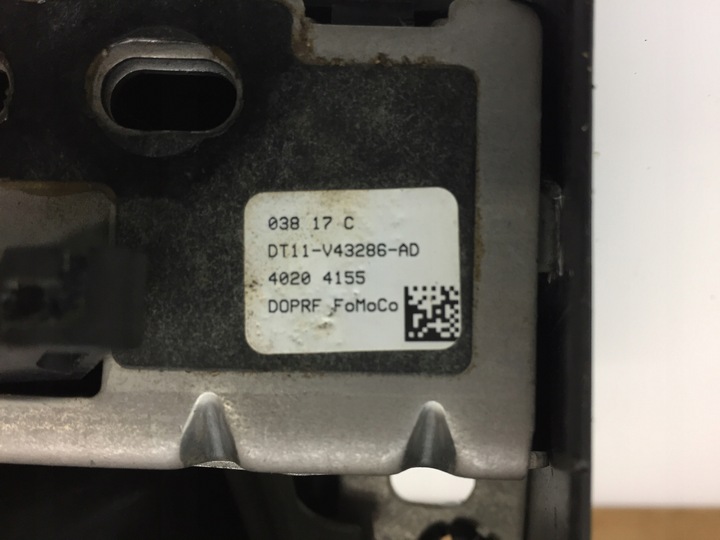 038 17 C
DT11-V43286-AD
4020 4155
DOPRF FoMoCo